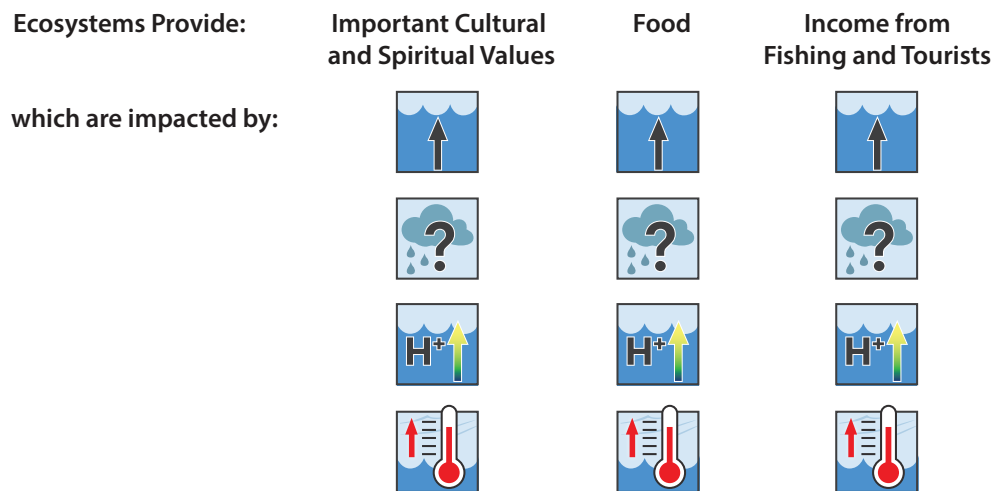 Ecosystems Provide:
Important Cultural
and Spiritual Values
Food
Income from
Fishing and Tourists
which are impacted by:
?
?
?
H+
H+
H+